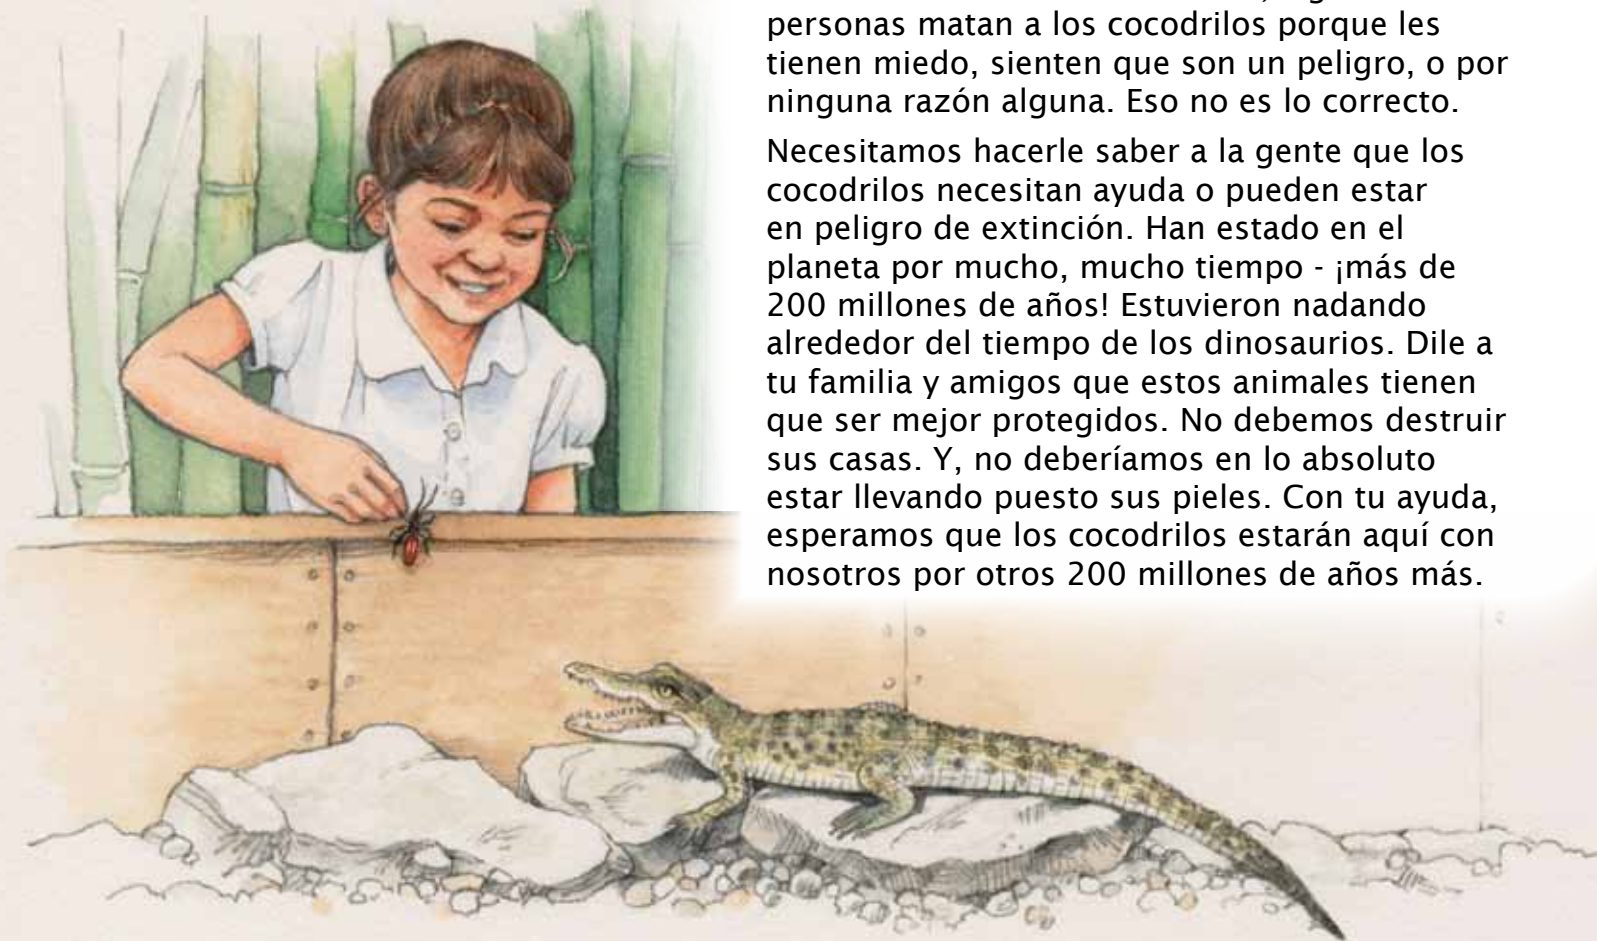 personas matan a los cocodrilos porque les
tienen miedo, sienten que son un peligro, o por
ninguna razón alguna. Eso no es lo correcto.
Necesitamos hacerle saber a la gente que los
cocodrilos necesitan ayuda o pueden estar
en peligro de extinción. Han estado en el
planeta por mucho, mucho tiempo - ¡más de
200 millones de años! Estuvieron nadando
alrededor del tiempo de los dinosaurios. Dile a
tu familia y amigos que estos animales tienen
que ser mejor protegidos. No debemos destruir
sus casas. Y, no deberíamos en lo absoluto
estar llevando puesto sus pieles. Con tu ayuda,
esperamos que los cocodrilos estarán aquí con
nosotros por otros 200 millones de años más.